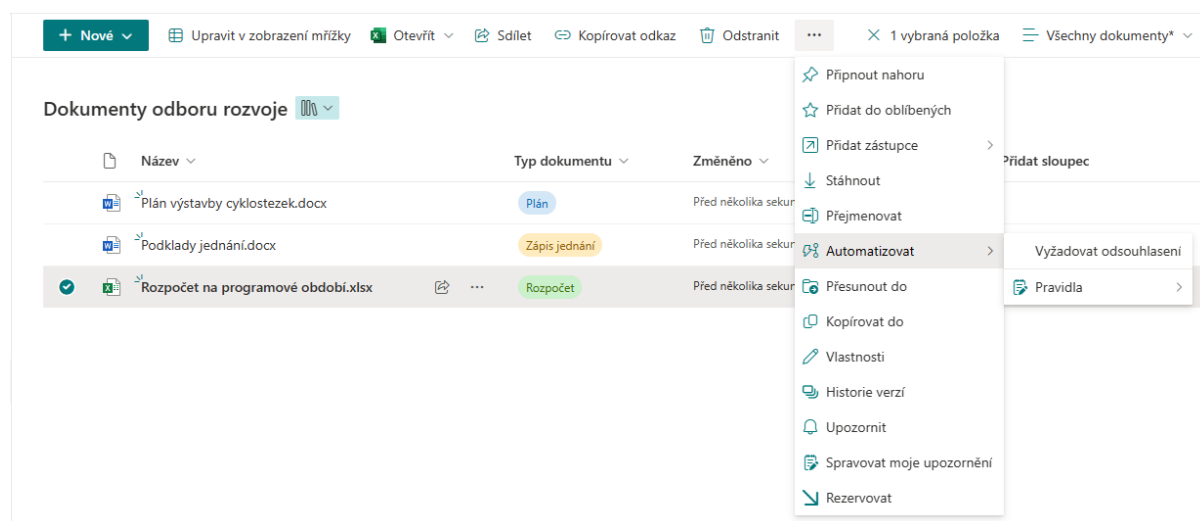 + Nové Upravit v zobrazení mřížky Otevřít Sdílet Kopírovat odkaz Odstranit ... 1 vybraná položka Všechny dokumenty*
Připnout nahoru
Dokumenty odboru rozvoje
Přidat do oblíbených
Název Typ dokumentu Změněno Přidat zástupce Přidat sloupec
Stáhnout
Plán výstavby cyklostezek.docx Plán Před několika sekun
Přejmenovat
Podklady jednání.docx Zápis jednání Před několika sekun
Automatizovat Vyžadovat odsouhlasení
Rozpočet na programové období.xlsx ... Rozpočet Před několika sekun
Přesunout do Pravidla
Kopírovat do
Vlastnosti
Historie verzí
Upozornit
Spravovat moje upozornění
Rezervovat